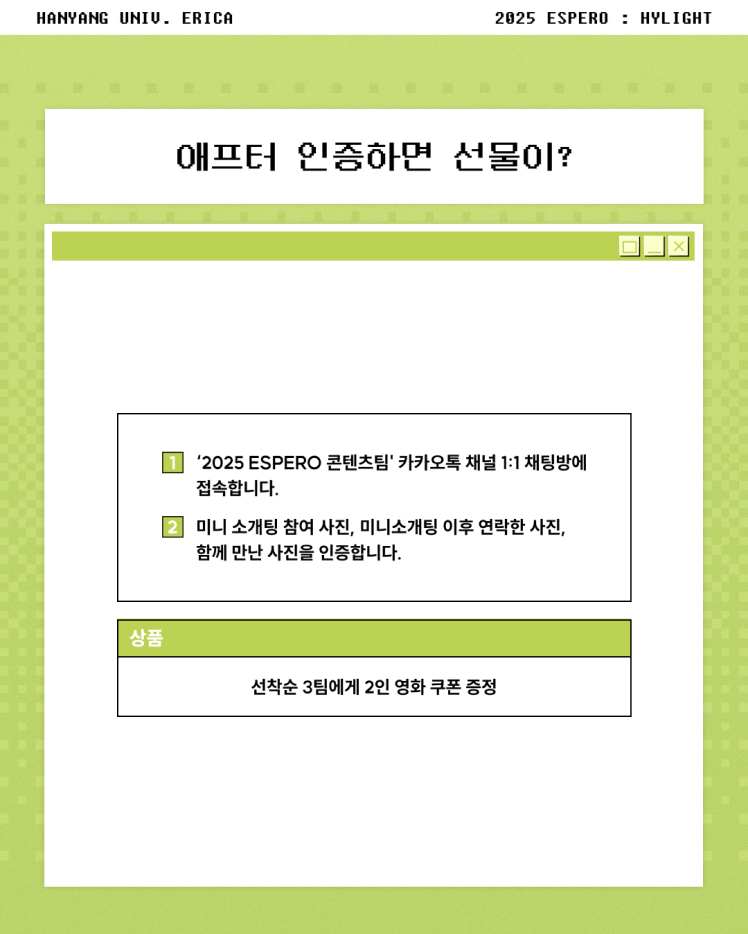 HANYANG UNIV. ERICA
2025 ESPERO : HYLIGHT
애프터 인증하면 선물이?
1 ‘2025 ESPERO 콘텐츠팀' 카카오톡 채널 1:1 채팅방에
접속합니다.
2 미니 소개팅 참여 사진, 미니소개팅 이후 연락한 사진,
함께 만난 사진을 인증합니다.
상품
선착순 3팀에게 2인 영화 쿠폰 증정